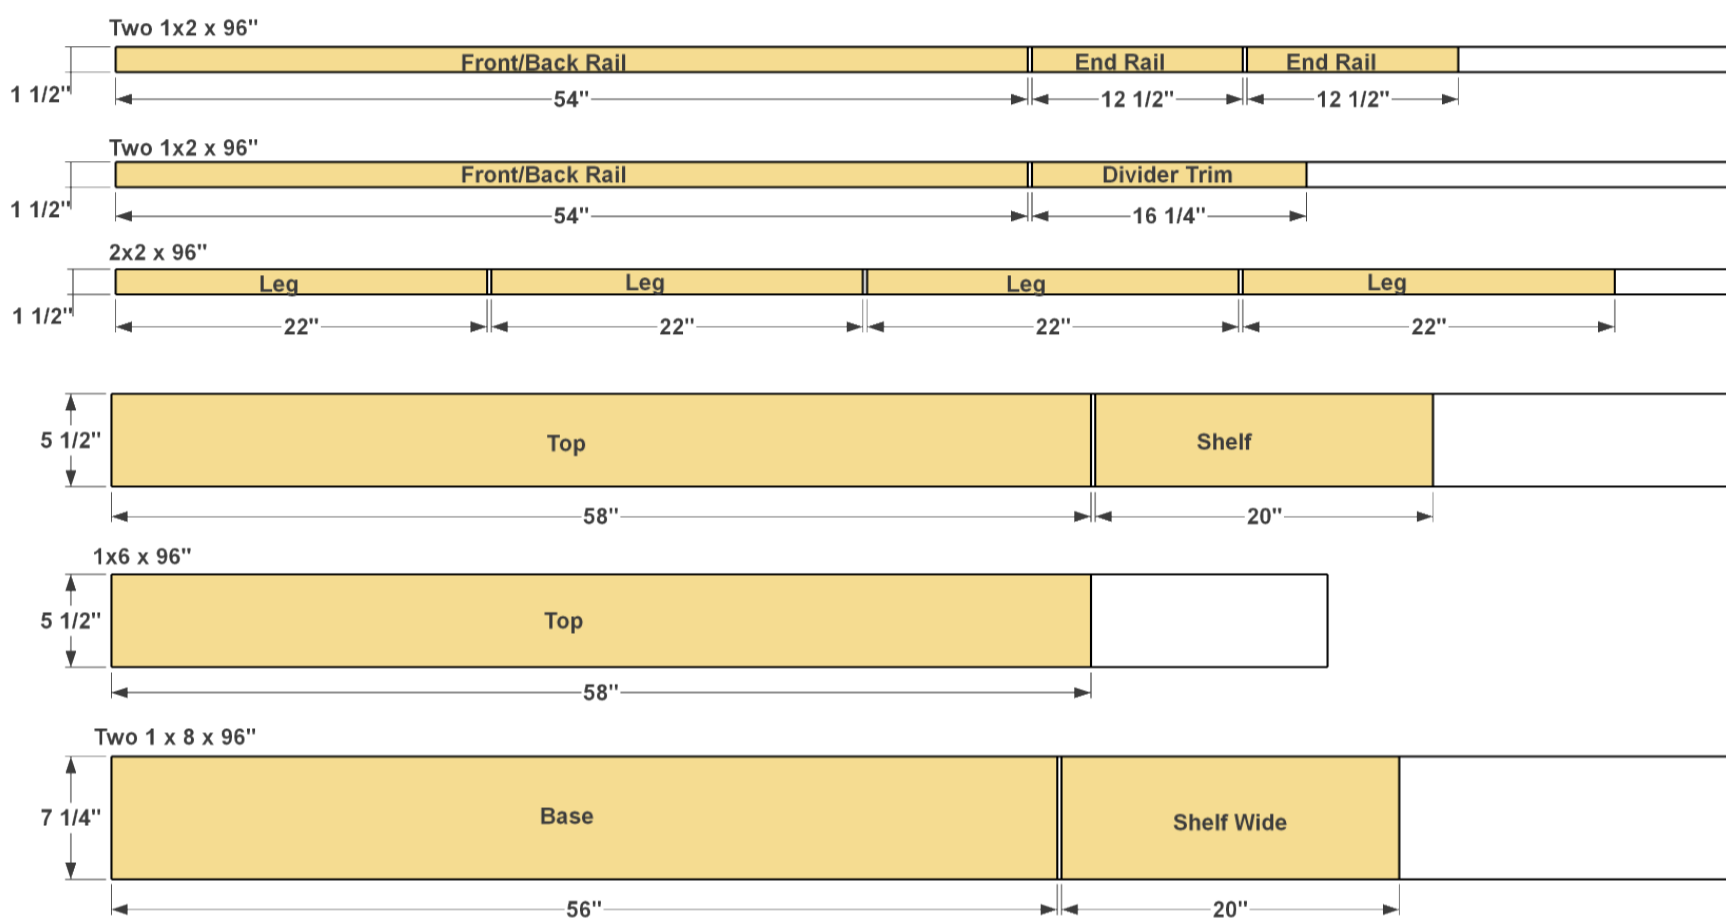 Two 1x2 x 96"
Front/Back Rail End Rail End Rail
1 1/2"
54" 12 1/2" 12 1/2"
Two 1x2 x 96"
Front/Back Rail Divider Trim
1 1/2"
54" 16 1/4"
2x2 x 96"
Leg Leg Leg Leg
1 1/2"
22" 22" 22" 22"
5 1/2" Top Shelf
58" 20"
1x6 x 96"
5 1/2" Top
58"
Two 1 x 8 x 96"
7 1/4" Base Shelf Wide
56" 20"